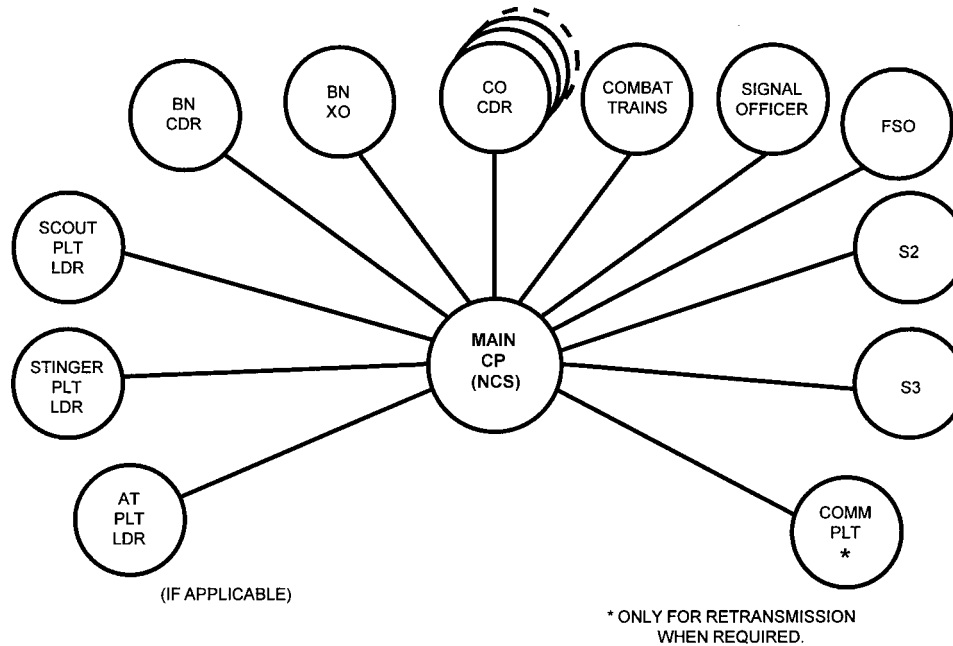 BN
CDR
BN
XO
CO
CDR
COMBAT
TRAINS
SIGNAL
OFFICER
FSO
SCOUT
PLT
LDR
S2
MAIN
CP
(NCS)
STINGER
PLT
LDR
S3
AT
PLT
LDR
COMM
PLT
*
(IF APPLICABLE)
* ONLY FOR RETRANSMISSION
WHEN REQUIRED.